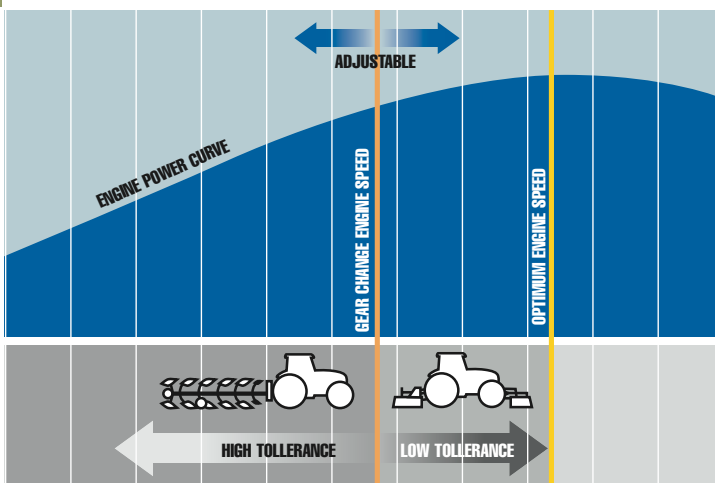 ADJUSTABLE
ENGINE POWER CURVE
GEAR CHANGE ENGINE SPEED
OPTIMUM ENGINE SPEED
HIGH TOLLERANCE
LOW TOLLERANCE